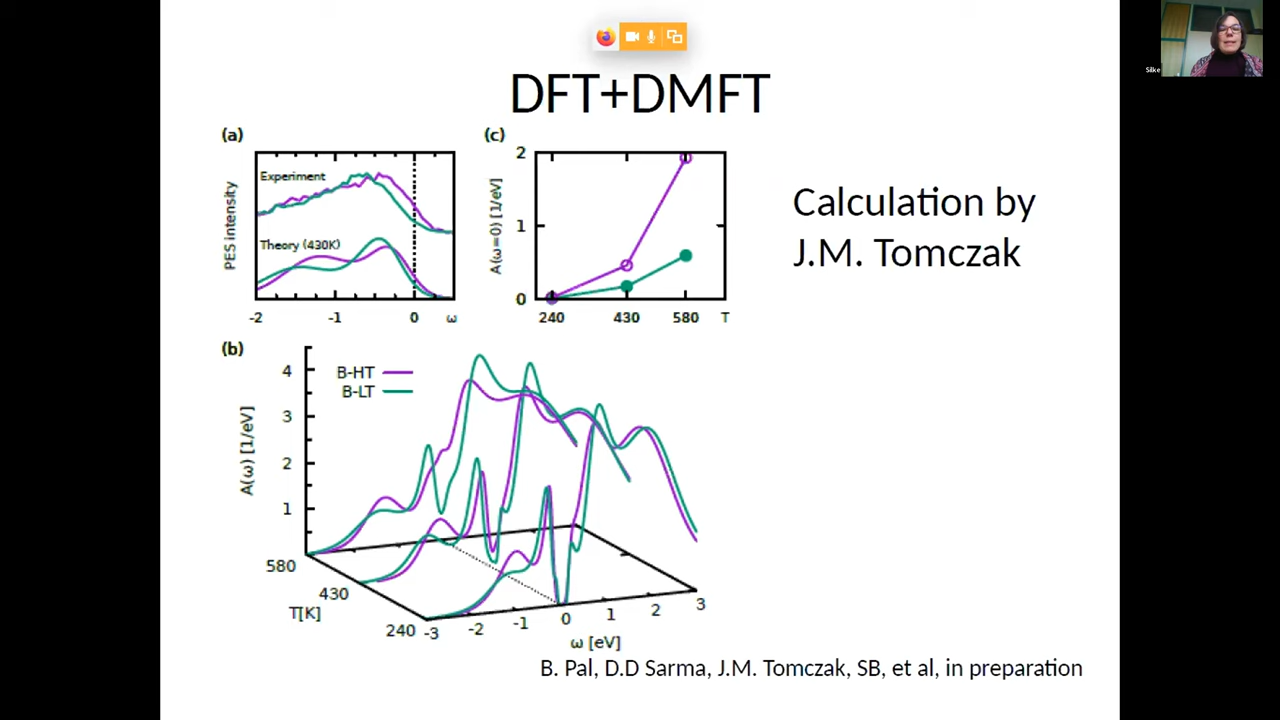 DFT+DMFT
Silke
(a)
PES intensity
Experiment
Theory (430K)
-2 -1 0 ω
(c)
A(ω=0) [1/eV]
2
1
0
240 430 580 T
Calculation by
J.M. Tomczak
(b)
A(ω) [1/eV]
4
3
2
1
B-HT
B-LT
580
430
240
T[K]
-3 -2 -1 0 1 2 3
ω [eV]
B. Pal, D.D Sarma, J.M. Tomczak, SB, et al, in preparation